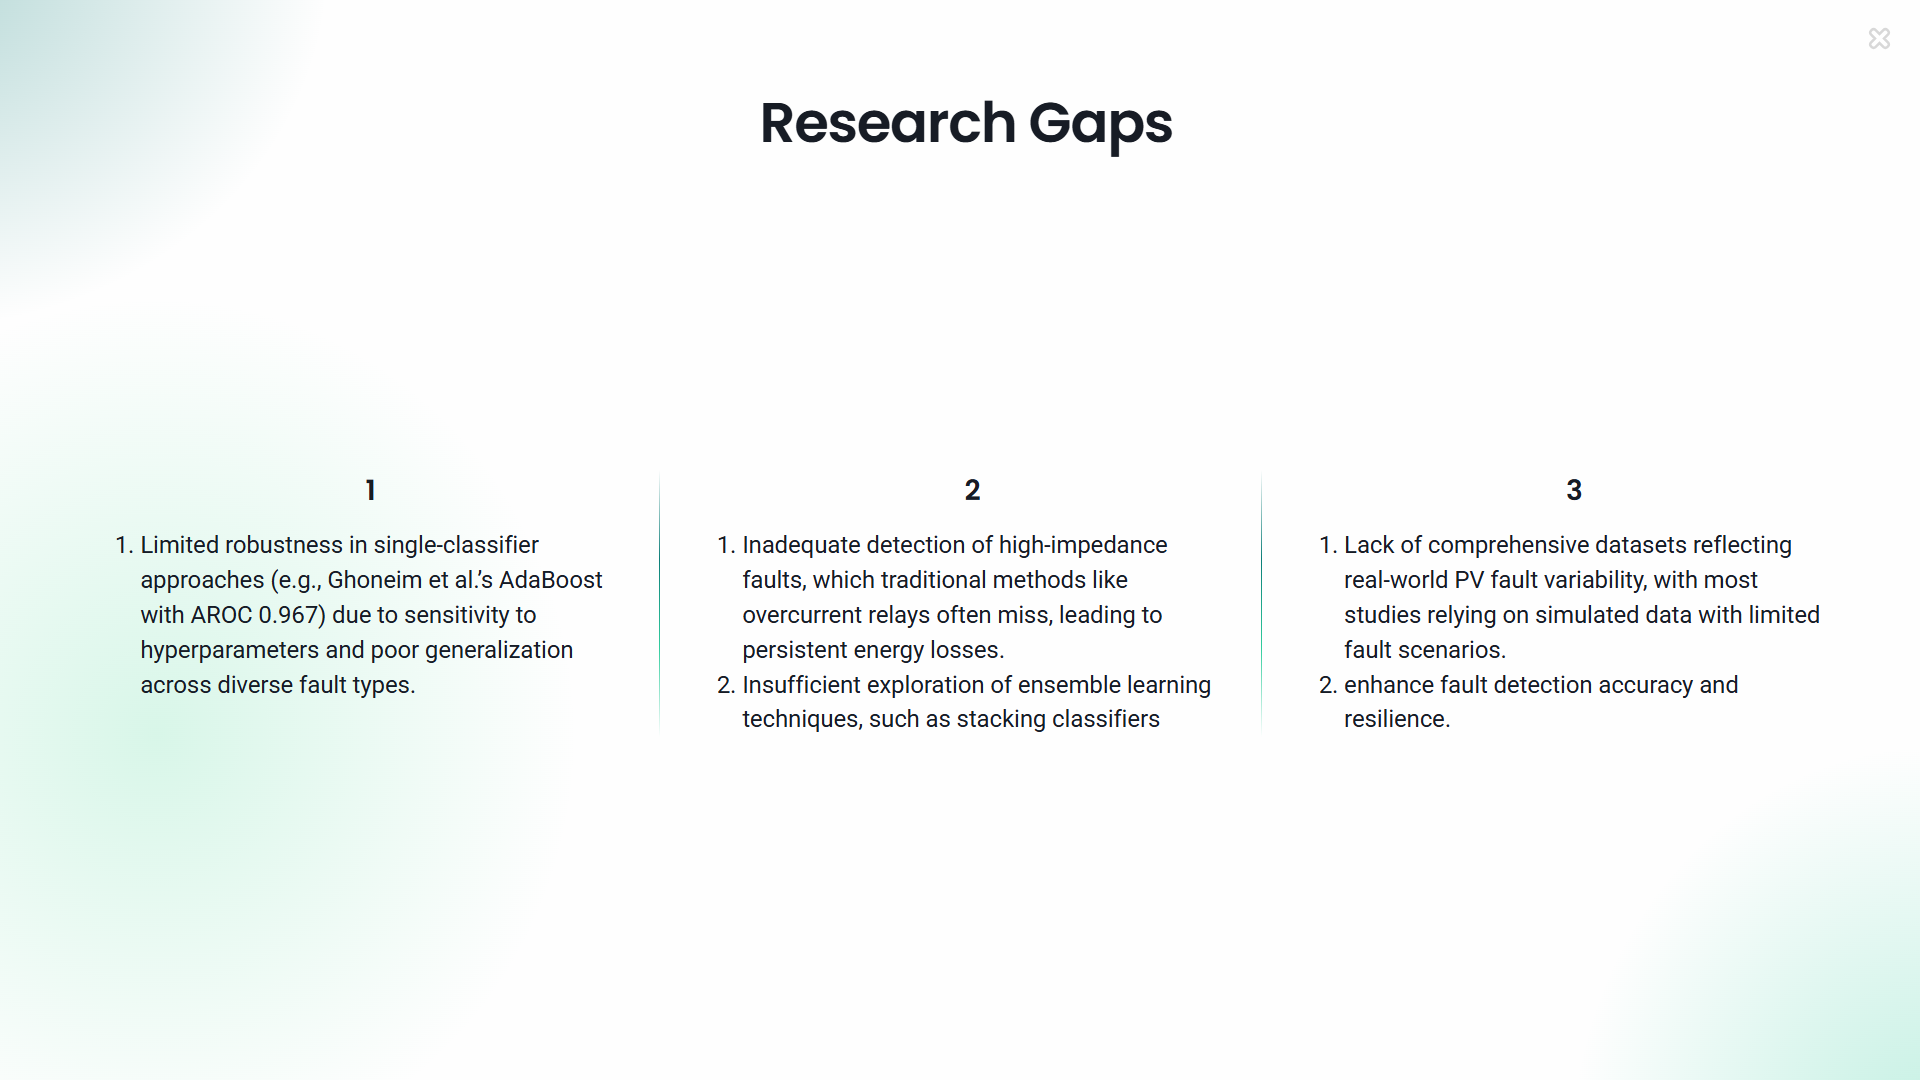 Research Gaps
1
1. Limited robustness in single-classifier
approaches (e.g., Ghoneim et al.’s AdaBoost
with AROC 0.967) due to sensitivity to
hyperparameters and poor generalization
across diverse fault types.
2
1. Inadequate detection of high-impedance
faults, which traditional methods like
overcurrent relays often miss, leading to
persistent energy losses.
2. Insufficient exploration of ensemble learning
techniques, such as stacking classifiers
3
1. Lack of comprehensive datasets reflecting
real-world PV fault variability, with most
studies relying on simulated data with limited
fault scenarios.
2. enhance fault detection accuracy and
resilience.